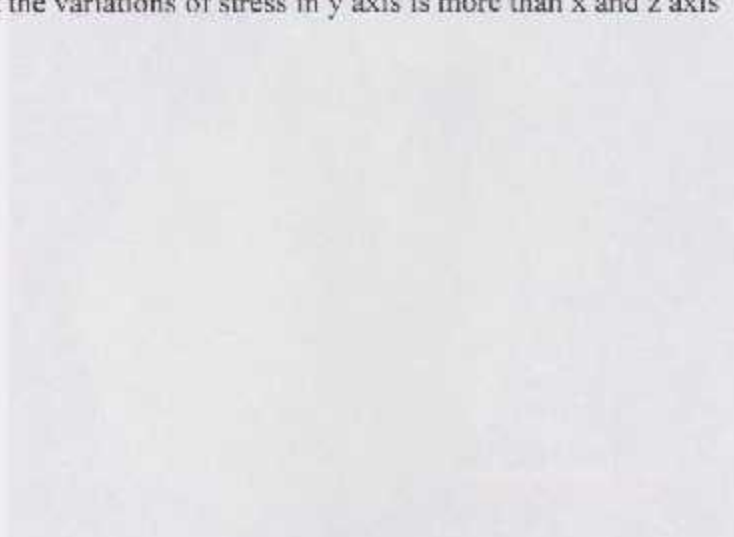 the variations of stress in y axis is more than x and z axis